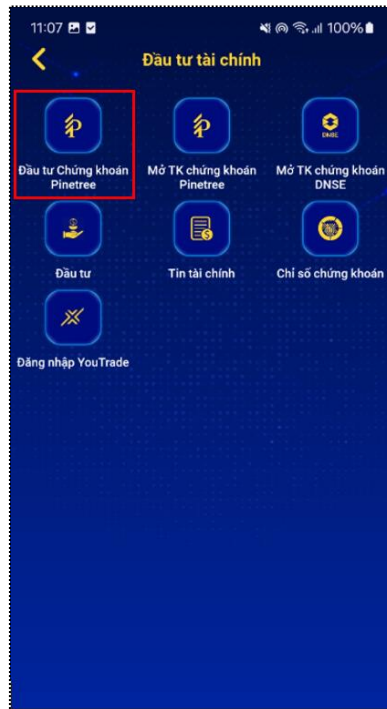 11:07 100%
Đầu tư tài chính
Đầu tư Chứng khoán
Pinetree
Mở TK chứng khoán
Pinetree
DNSE
Mở TK chứng khoán
DNSE
Đầu tư
Tin tài chính
Chỉ số chứng khoán
Đăng nhập YouTrade